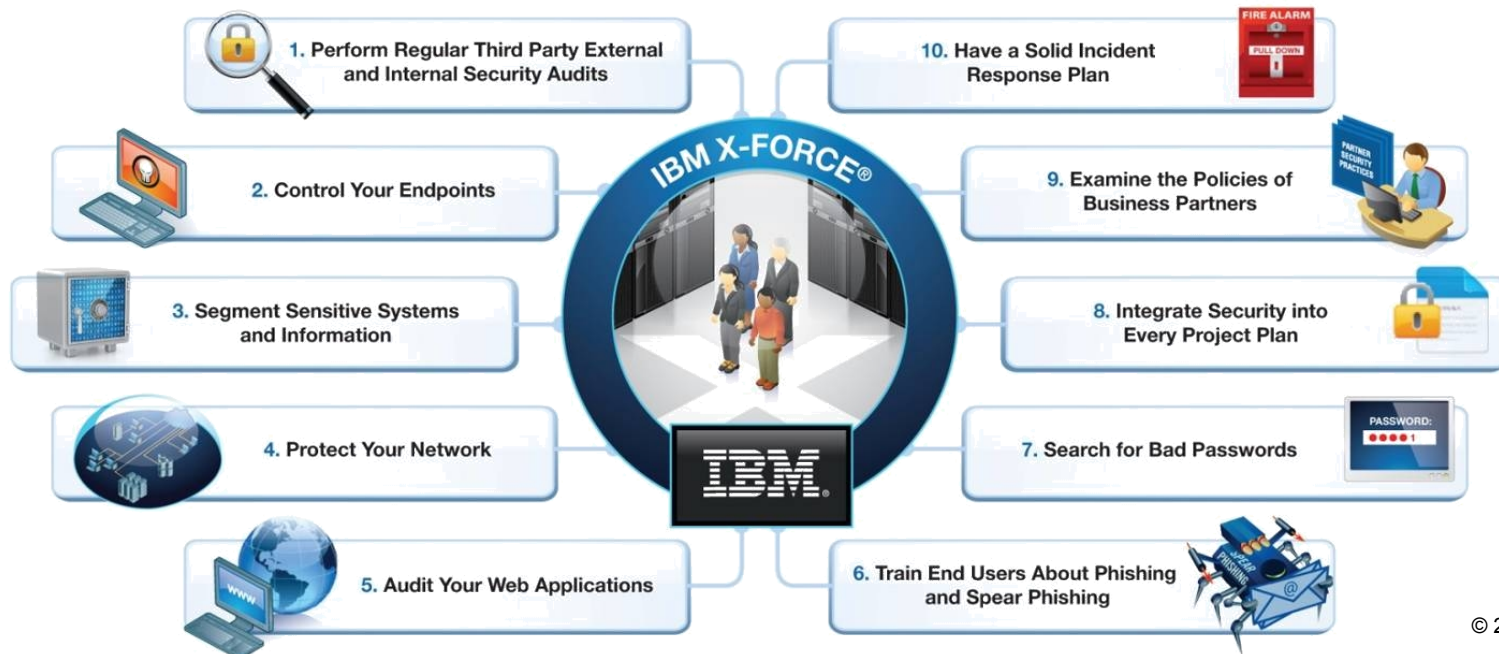 1. Perform Regular Third Party External
and Internal Security Audits
2. Control Your Endpoints
3. Segment Sensitive Systems
and Information
4. Protect Your Network
5. Audit Your Web Applications
www
IBM X-FORCE®
IBM®
FIRE ALARM
PULL DOWN
10. Have a Solid Incident
Response Plan
PARTNER
SECURITY
PRACTICES
9. Examine the Policies of
Business Partners
8. Integrate Security into
Every Project Plan
7. Search for Bad Passwords
PASSWORD:
1
6. Train End Users About Phishing
and Spear Phishing
SPEAR
PHISHING
@
© 2